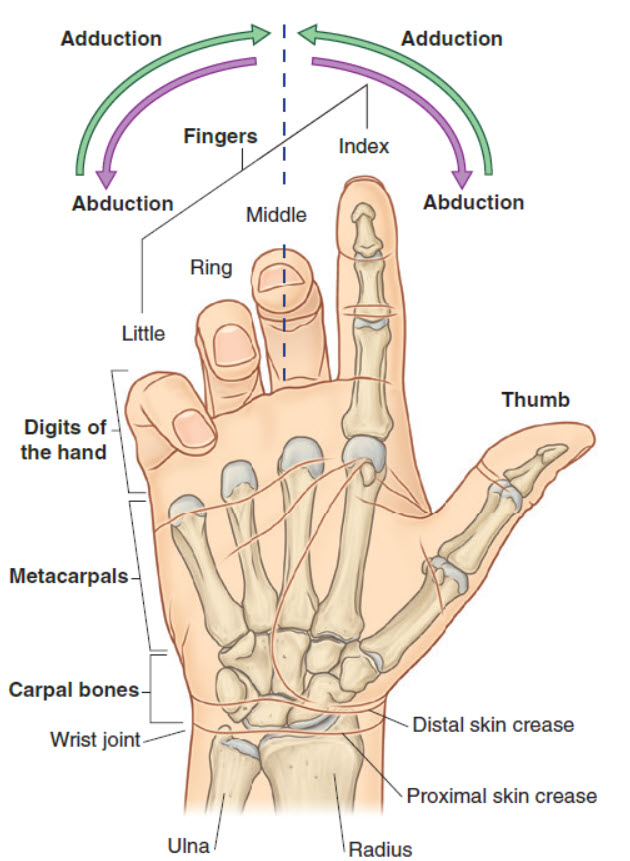 Adduction
Adduction
Fingers
Index
Abduction
Abduction
Middle
Ring
Little
Thumb
Digits of
the hand
Metacarpals
Carpal bones
Distal skin crease
Wrist joint
Proximal skin crease
Ulna
Radius